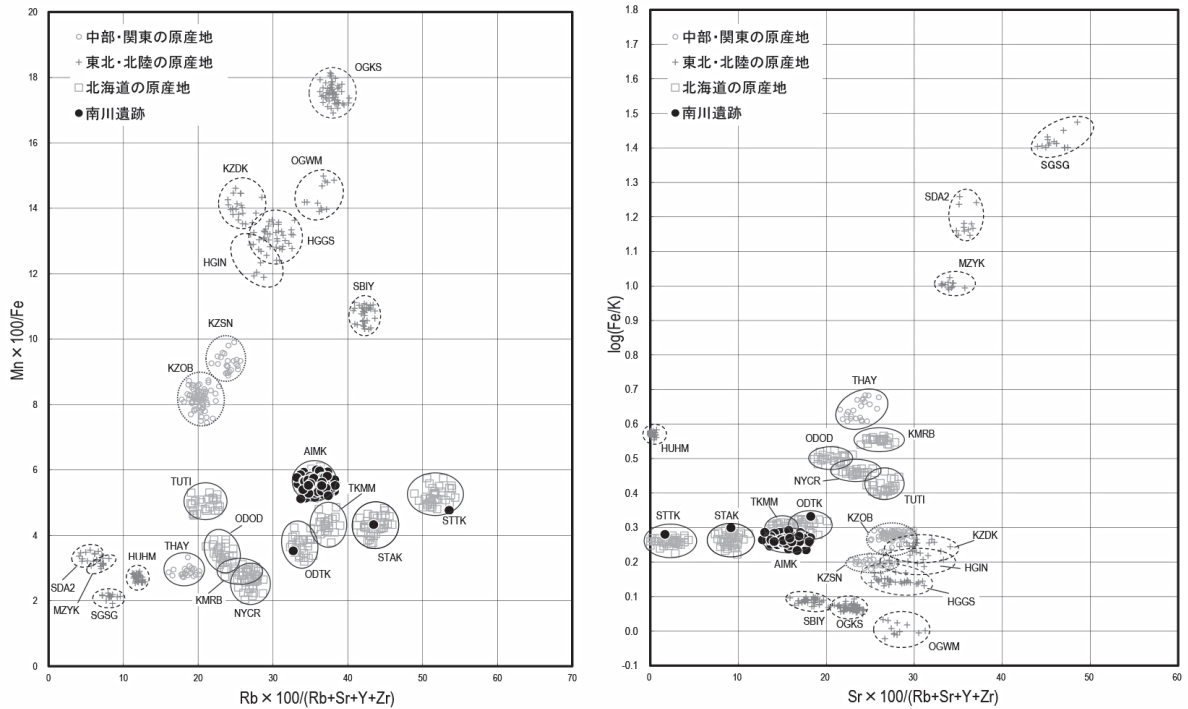 20
18
16
14
12
10
8
6
4
2
0
0
10
20
30
40
50
60
70
Mn×100/Fe
Rb×100/(Rb+Sr+Y+Zr)
中部・関東の原産地
東北・北陸の原産地
北海道の原産地
南川遺跡
OGKS
KZDK
OGWM
HGGS
HGIN
SBIY
KZSN
KZOB
AIMK
TUTI
TKMM
STTK
ODOD
THAY
HUHM
STAK
ODTK
SDA2
MZYK
SGSG
KMRB
NYCR
1.8
1.7
1.6
1.5
1.4
1.3
1.2
1.1
1.0
0.9
0.8
0.7
0.6
0.5
0.4
0.3
0.2
0.1
0.0
-0.1
0
10
20
30
40
50
60
log(Fe/K)
Sr×100/(Rb+Sr+Y+Zr)
中部・関東の原産地
東北・北陸の原産地
北海道の原産地
南川遺跡
SGSG
SDA2
MZYK
THAY
KMRB
HUHM
ODOD
NYCR
TUTI
TKMM
ODTK
STTK
STAK
KZOB
KZDK
AIMK
KZSN
HGIN
HGGS
SBIY
OGKS
OGWM